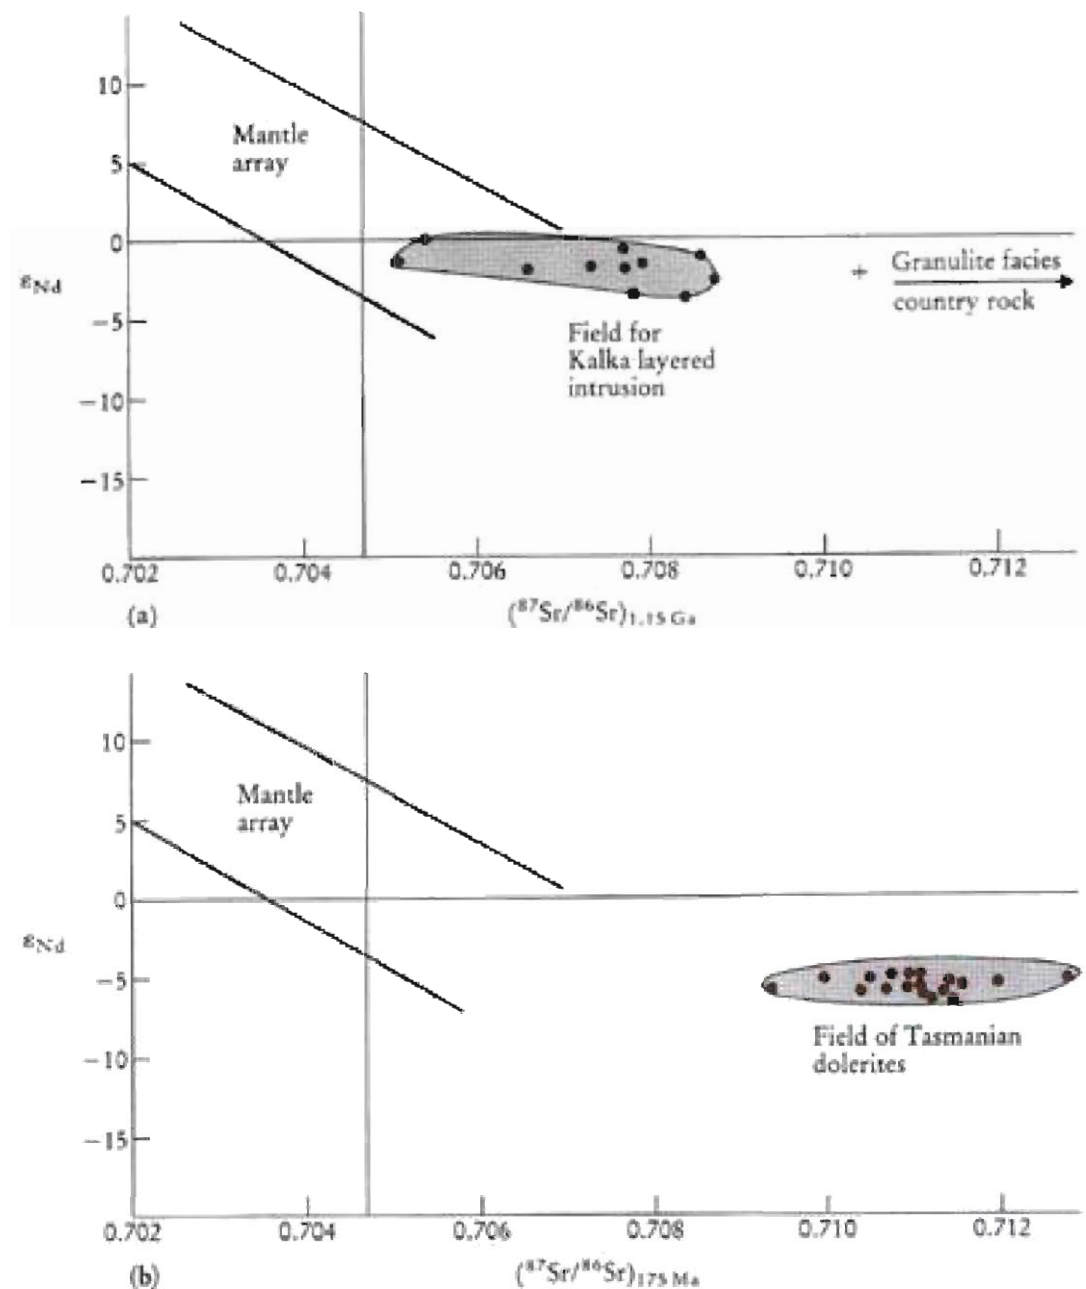 10
Mantle
array
5
0
εNd
Granulite facies
+
country rock
−5
Field for
Kalka layered
intrusion
−10
−15
0.702 0.704 0.706 0.708 0.710 0.712
(a) (⁸⁷Sr/⁸⁶Sr)1.15 Ga
10
Mantle
array
5
0
εNd
−5
Field of Tasmanian
dolerites
−10
−15
0.702 0.704 0.706 0.708 0.710 0.712
(b) (⁸⁷Sr/⁸⁶Sr)175 Ma